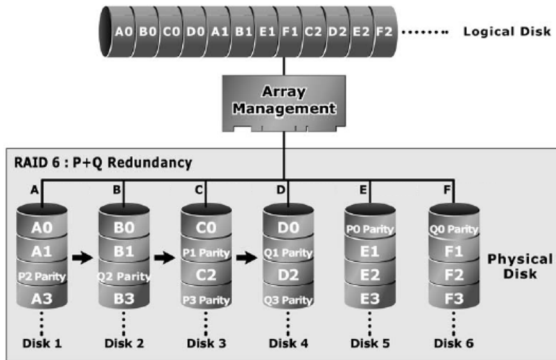 A0 B0 C0 D0 A1 B1 E1 F1 C2 D2 E2 F2 Logical Disk
Array
Management
RAID 6 : P+Q Redundancy
A B C D E F
A0 B0 C0 D0 P0 Parity Q0 Parity
A1 B1 P1 Parity Q1 Parity E1 F1
P2 Parity Q2 Parity C2 D2 E2 F2
A3 B3 P3 Parity Q3 Parity E3 F3
Physical
Disk
Disk 1 Disk 2 Disk 3 Disk 4 Disk 5 Disk 6